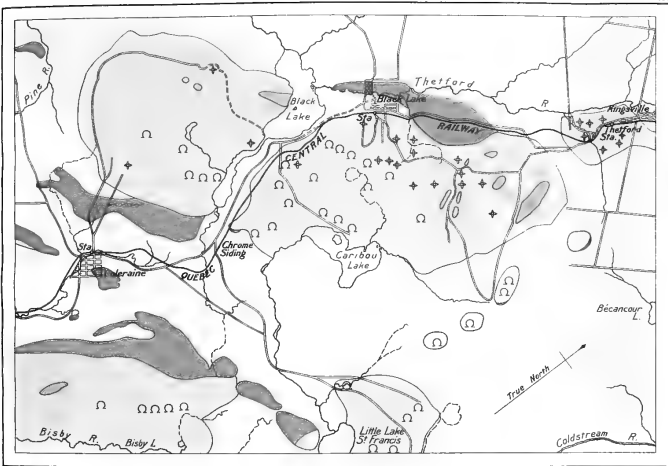 Thetford
R
Pine R.
Kingsville
Black
Lake
Black Lake
Sta
RAILWAY
Thetford
Sta.
CENTRAL
Sta
Chrome
Siding
QUEBEC
Caribou
Lake
leraine
Bécancour
L.
True North
Bisby R.
Bisby L
Little Lake
St Francis
Coldstream R.